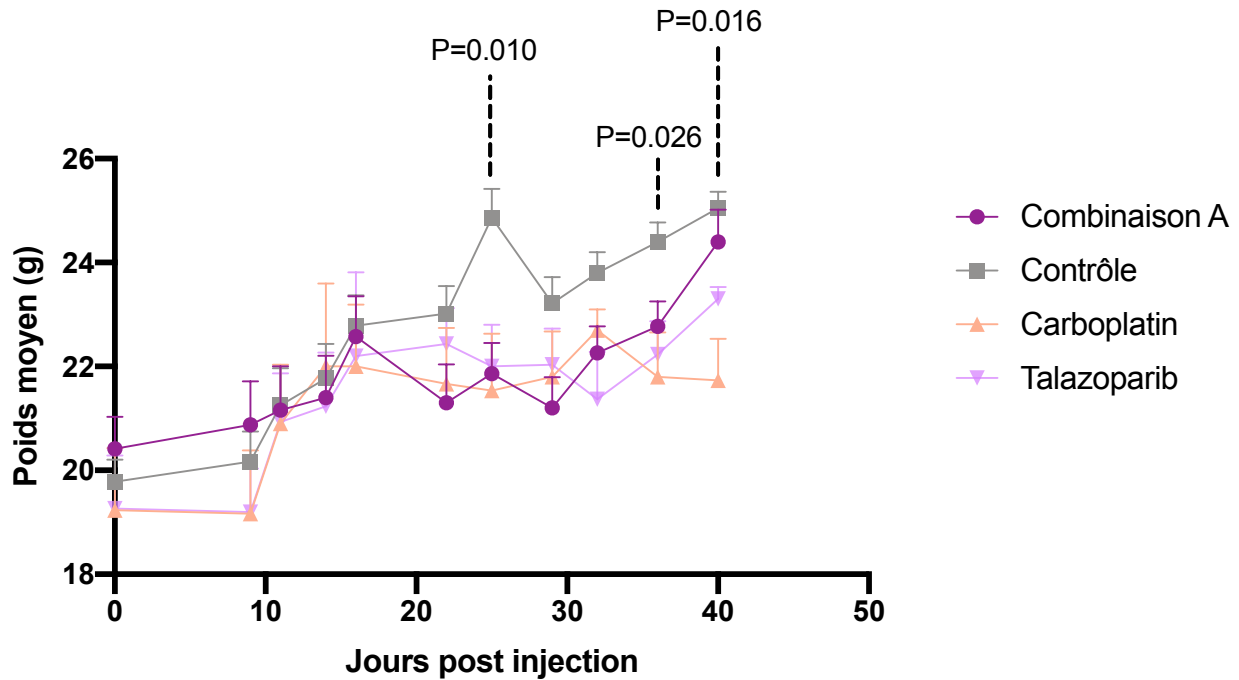 P=0.016
P=0.010
P=0.026
Poids moyen (g)
26
24
22
20
18
0
10
20
30
40
50
Jours post injection
Combinaison A
Contrôle
Carboplatin
Talazoparib